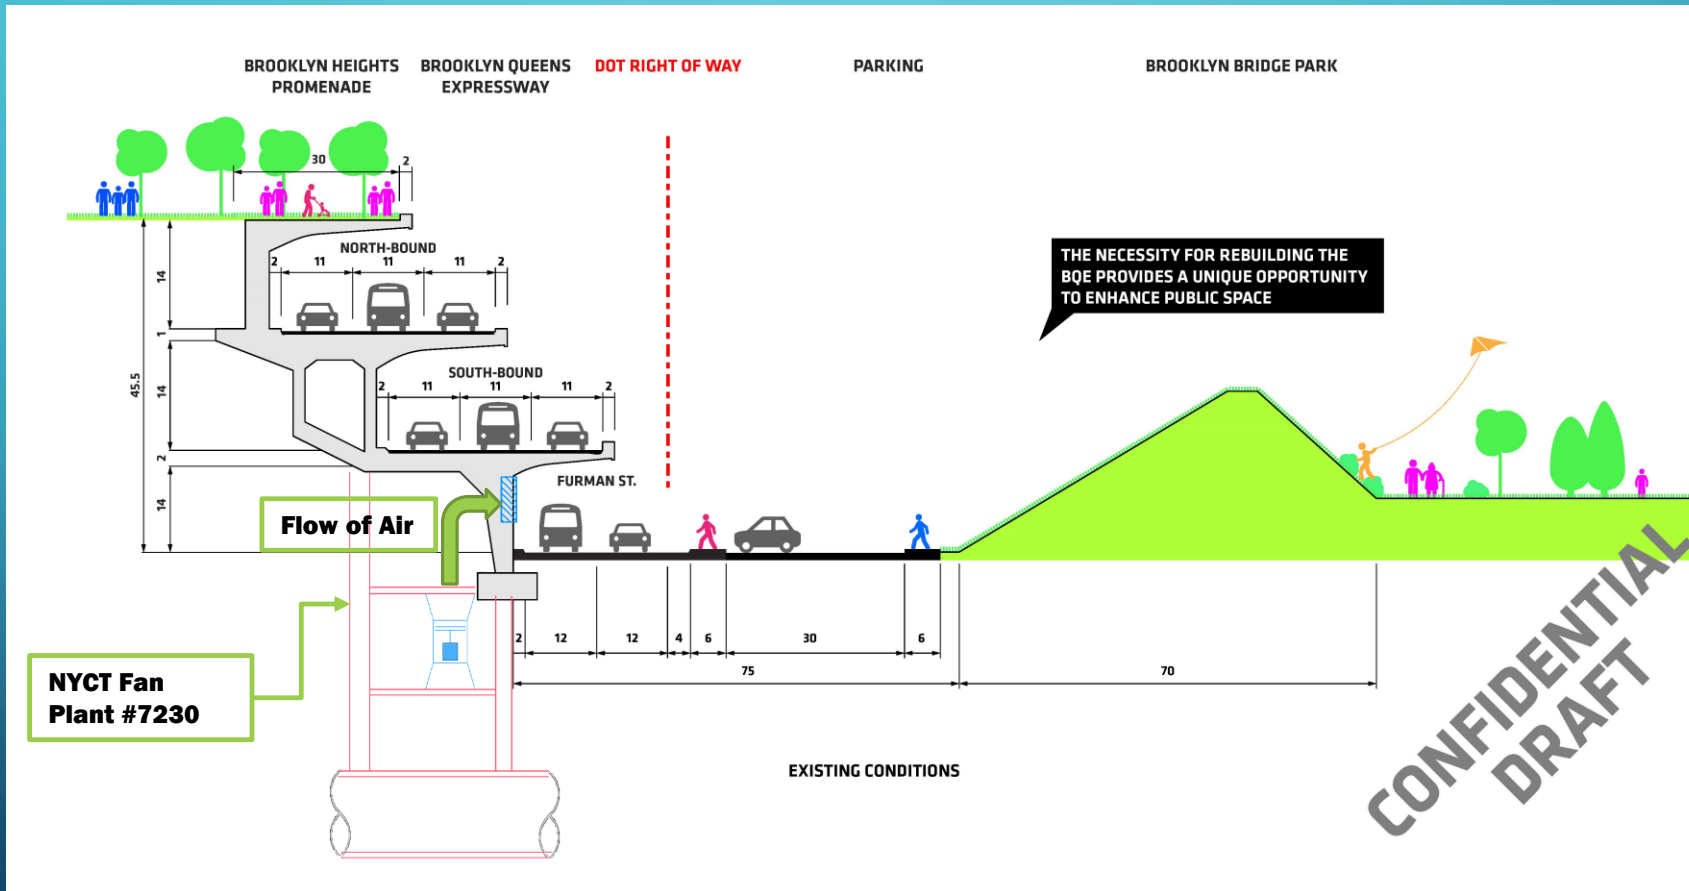 BROOKLYN HEIGHTS
PROMENADE
BROOKLYN QUEENS
EXPRESSWAY
DOT RIGHT OF WAY
PARKING
BROOKLYN BRIDGE PARK
30
2
NORTH-BOUND
2
11
11
11
2
14
1
45.5
14
2
14
SOUTH-BOUND
2
11
11
11
2
THE NECESSITY FOR REBUILDING THE
BQE PROVIDES A UNIQUE OPPORTUNITY
TO ENHANCE PUBLIC SPACE
FURMAN ST.
Flow of Air
NYCT Fan
Plant #7230
2
12
12
4
6
30
6
75
70
EXISTING CONDITIONS
CONFIDENTIAL
DRAFT